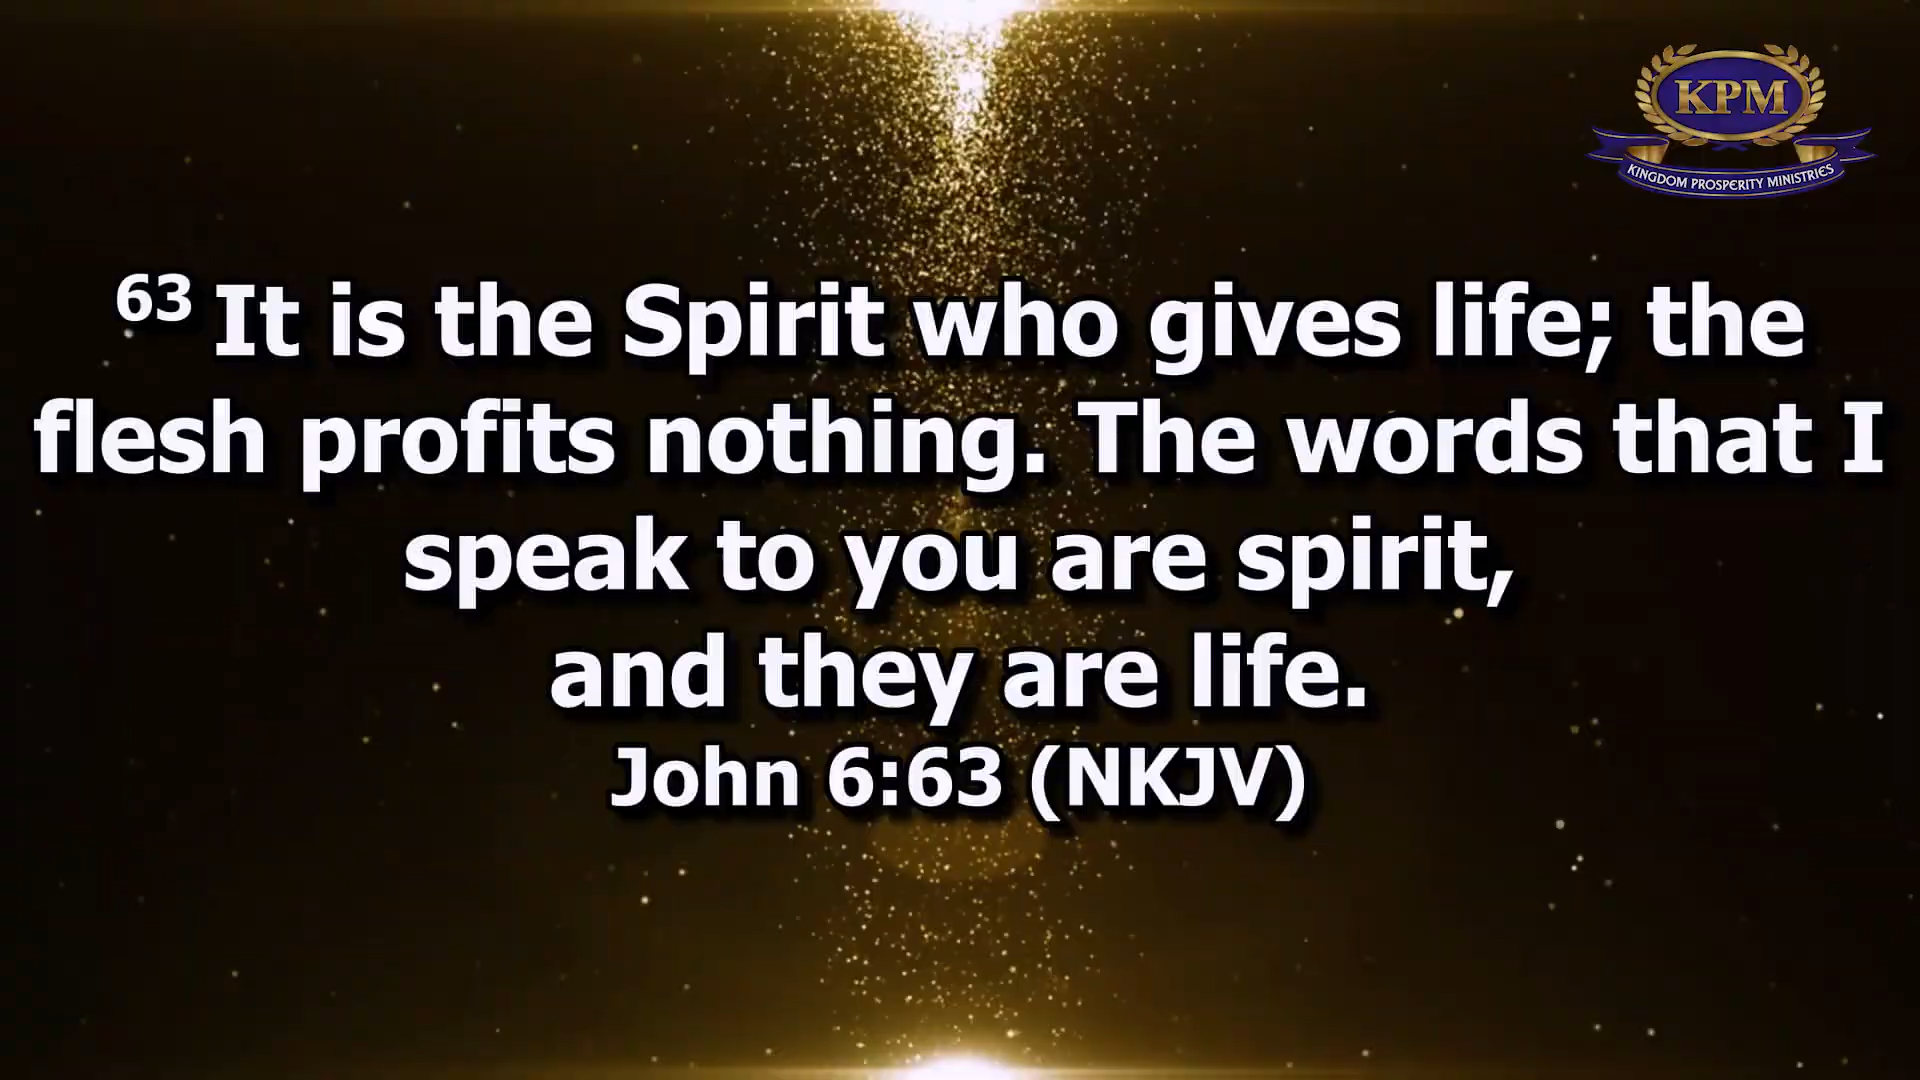 KPM
KINGDOM PROSPERITY MINISTRIES
63 It is the Spirit who gives life; the
flesh profits nothing. The words that I
speak to you are spirit,
and they are life.
John 6:63 (NKJV)